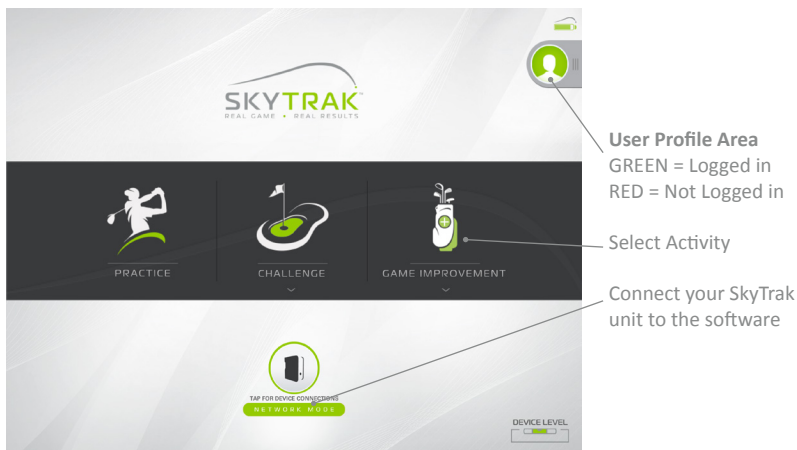 SKYTRAK™
REAL GAME • REAL RESULTS
PRACTICE
CHALLENGE
GAME IMPROVEMENT
TAP FOR DEVICE CONNECTIONS
NETWORK MODE
DEVICE LEVEL
User Profile Area
GREEN = Logged in
RED = Not Logged in
Select Activity
Connect your SkyTrak
unit to the software